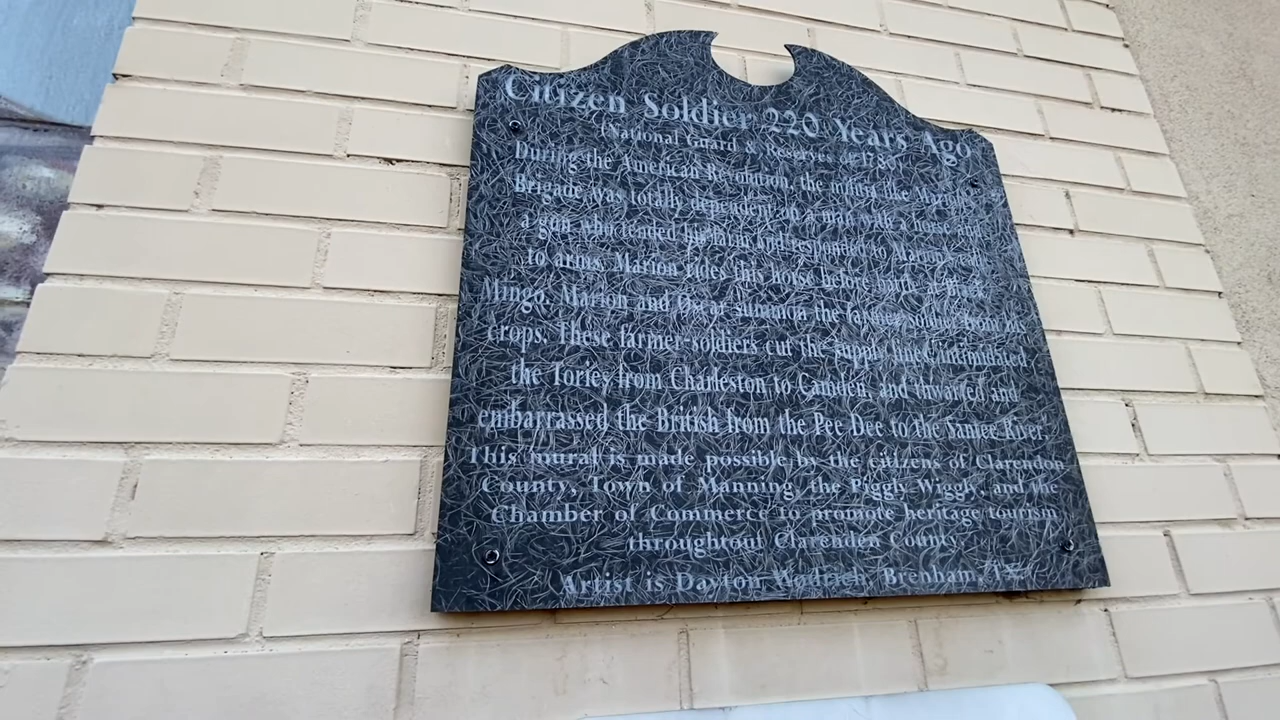 Citizen Soldier 220 Years Ago
(National Guard & Reserves of 178
During the American Revolution, the militia like Marion's
Brigade was totally dependent on a man with a horse and
a gun who tended his farm and responded to Marion's call
to arms. Marion rides this horse before
Mingo. Marion and Oscar summon the farmer-soldier from his
crops. These farmer-soldiers cut the supply lines, intimidated
the Tories from Charleston to Camden, and thwarted and
embarrassed the British from the Pee Dee to the Santee River.
This mural is made possible by the citizens of Clarendon
County, Town of Manning, the Piggly Wiggly, and the
Chamber of Commerce to promote heritage tourism
throughout Clarendon County.
Artist is Dayton Wodrich, Brenham, TX